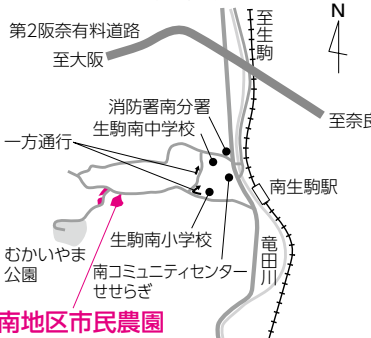 第2阪奈有料道路
至大阪
至生駒
N
消防署南分署
生駒南中学校
至奈良
一方通行
南生駒駅
生駒南小学校
むかいやま
公園
南コミュニティセンター
せせらぎ
竜田川
南地区市民農園